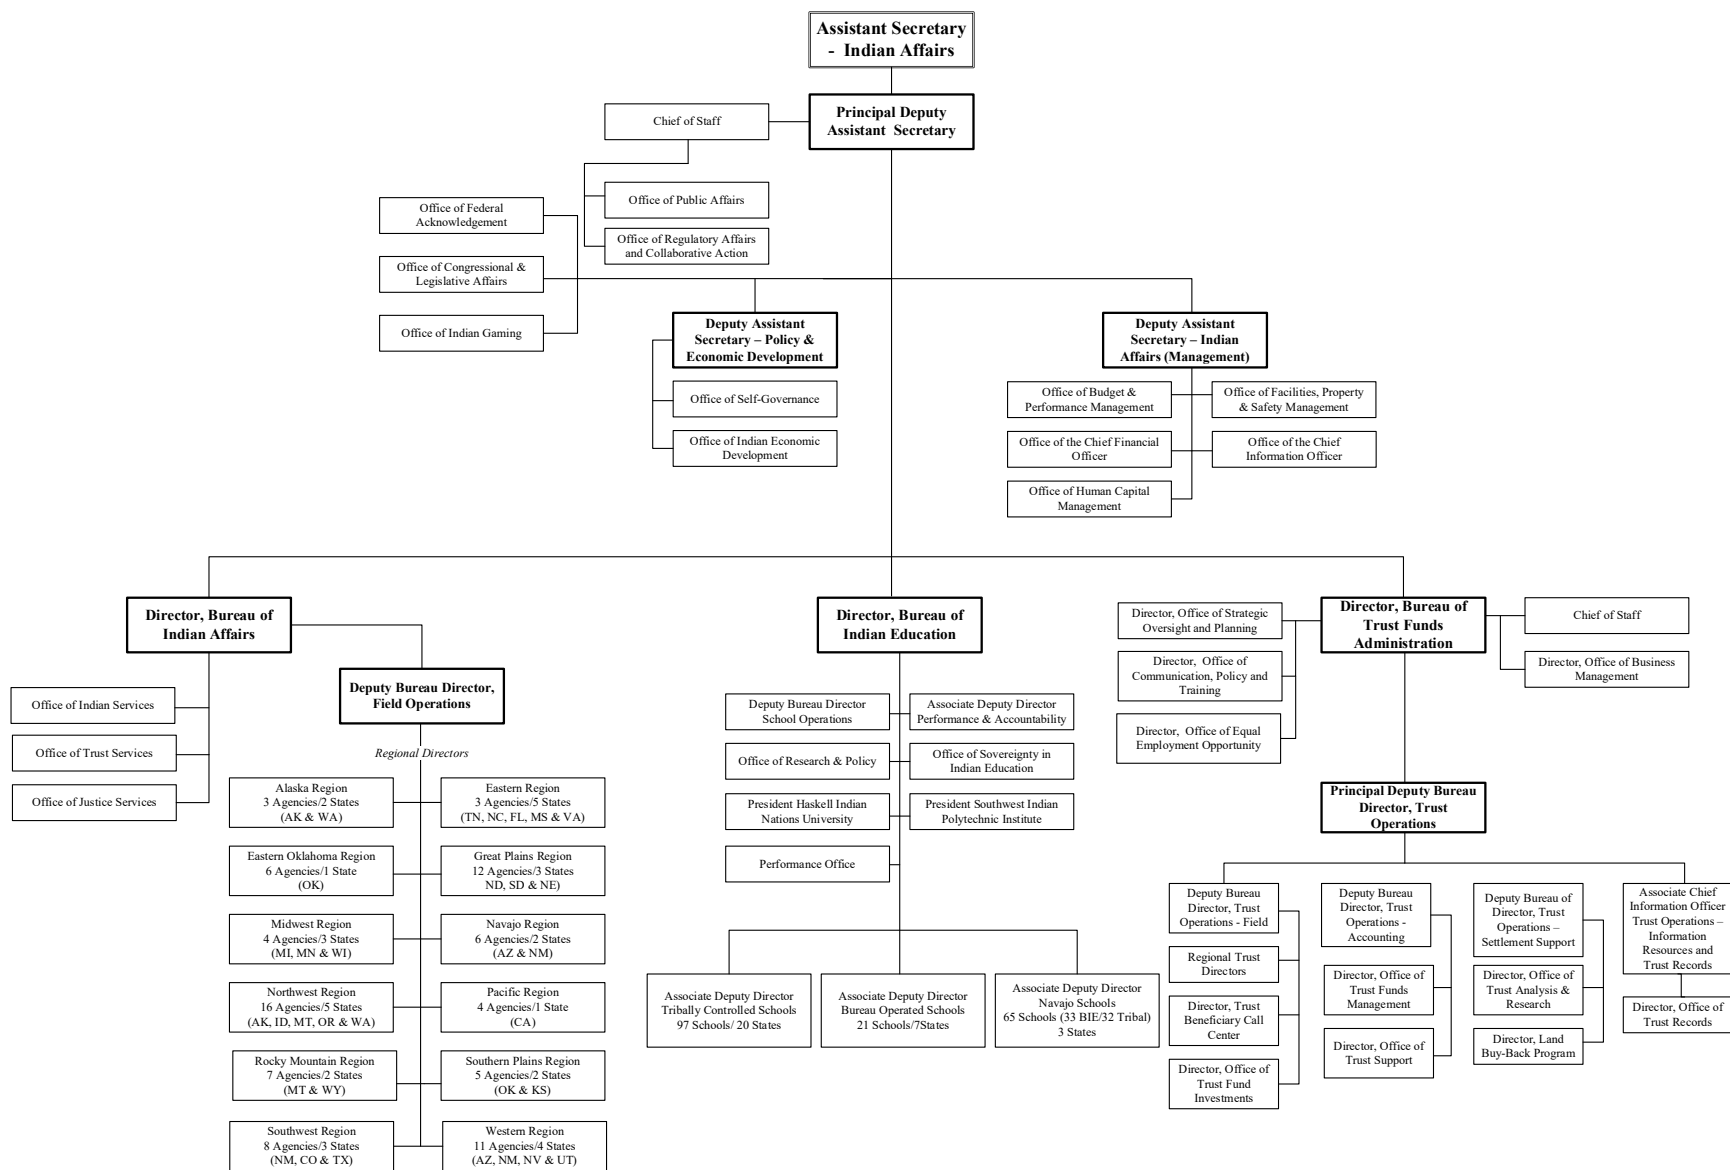 Assistant Secretary
- Indian Affairs
Principal Deputy
Assistant Secretary
Chief of Staff
Office of Public Affairs
Office of Regulatory Affairs
and Collaborative Action
Office of Federal
Acknowledgement
Office of Congressional &
Legislative Affairs
Office of Indian Gaming
Deputy Assistant
Secretary – Policy &
Economic Development
Office of Self-Governance
Office of Indian Economic
Development
Deputy Assistant
Secretary – Indian
Affairs (Management)
Office of Budget &
Performance Management
Office of Facilities, Property
& Safety Management
Office of the Chief Financial
Officer
Office of the Chief
Information Officer
Office of Human Capital
Management
Director, Bureau of
Indian Affairs
Office of Indian Services
Office of Trust Services
Office of Justice Services
Deputy Bureau Director,
Field Operations
Regional Directors
Alaska Region
3 Agencies/2 States
(AK & WA)
Eastern Region
3 Agencies/5 States
(TN, NC, FL, MS & VA)
Eastern Oklahoma Region
6 Agencies/1 State
(OK)
Great Plains Region
12 Agencies/3 States
ND, SD & NE)
Midwest Region
4 Agencies/3 States
(MI, MN & WI)
Navajo Region
6 Agencies/2 States
(AZ & NM)
Northwest Region
16 Agencies/5 States
(AK, ID, MT, OR & WA)
Pacific Region
4 Agencies/1 State
(CA)
Rocky Mountain Region
7 Agencies/2 States
(MT & WY)
Southern Plains Region
5 Agencies/2 States
(OK & KS)
Southwest Region
8 Agencies/3 States
(NM, CO & TX)
Western Region
11 Agencies/4 States
(AZ, NM, NV & UT)
Director, Bureau of
Indian Education
Deputy Bureau Director
School Operations
Associate Deputy Director
Performance & Accountability
Office of Research & Policy
Office of Sovereignty in
Indian Education
President Haskell Indian
Nations University
President Southwest Indian
Polytechnic Institute
Performance Office
Associate Deputy Director
Tribally Controlled Schools
97 Schools/ 20 States
Associate Deputy Director
Bureau Operated Schools
21 Schools/7States
Associate Deputy Director
Navajo Schools
65 Schools (33 BIE/32 Tribal)
3 States
Director, Bureau of
Trust Funds
Administration
Director, Office of Strategic
Oversight and Planning
Director, Office of
Communication, Policy and
Training
Director, Office of Equal
Employment Opportunity
Chief of Staff
Director, Office of Business
Management
Principal Deputy Bureau
Director, Trust
Operations
Deputy Bureau
Director, Trust
Operations - Field
Regional Trust
Directors
Director, Trust
Beneficiary Call
Center
Director, Office of
Trust Fund
Investments
Deputy Bureau
Director, Trust
Operations -
Accounting
Director, Office of
Trust Funds
Management
Director, Office of
Trust Support
Deputy Bureau of
Director, Trust
Operations –
Settlement Support
Director, Office of
Trust Analysis &
Research
Director, Land
Buy-Back Program
Associate Chief
Information Officer
Trust Operations –
Information
Resources and
Trust Records
Director, Office of
Trust Records